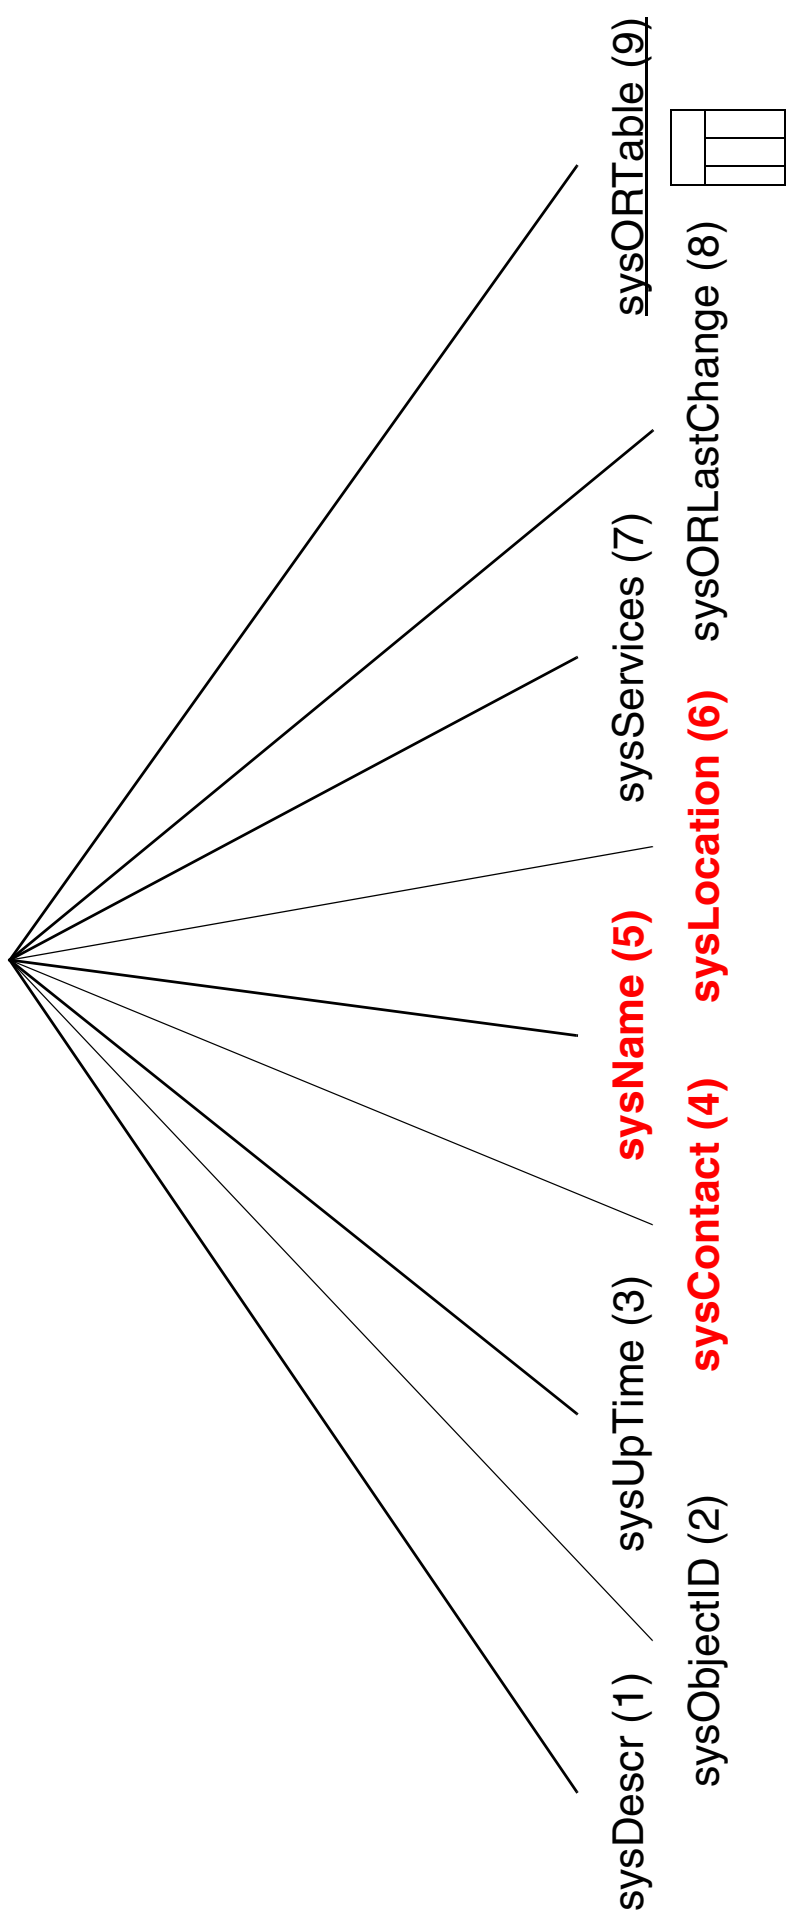 sysDescr (1)
sysObjectID (2)
sysUpTime (3)
sysContact (4)
sysName (5)
sysLocation (6)
sysServices (7)
sysORLastChange (8)
sysORTable (9)